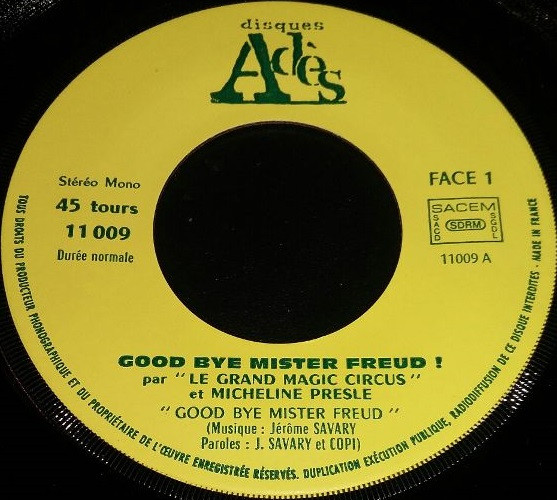 disques
Adès
Stéréo Mono
45 tours
11 009
Durée normale
FACE 1
SACEM
SACD
SDRM
SGDL
11009 A
GOOD BYE MISTER FREUD !
par " LE GRAND MAGIC CIRCUS "
et MICHELINE PRESLE
" GOOD BYE MISTER FREUD "
(Musique : Jérôme SAVARY
Paroles : J. SAVARY et COPI)
TOUS DROITS DU PRODUCTEUR PHONOGRAPHIQUE ET DU PROPRIÉTAIRE DE L'ŒUVRE ENREGISTRÉE RÉSERVÉS. DUPLICATION EXÉCUTION PUBLIQUE, RADIODIFFUSION DE CE DISQUE INTERDITES - MADE IN FRANCE